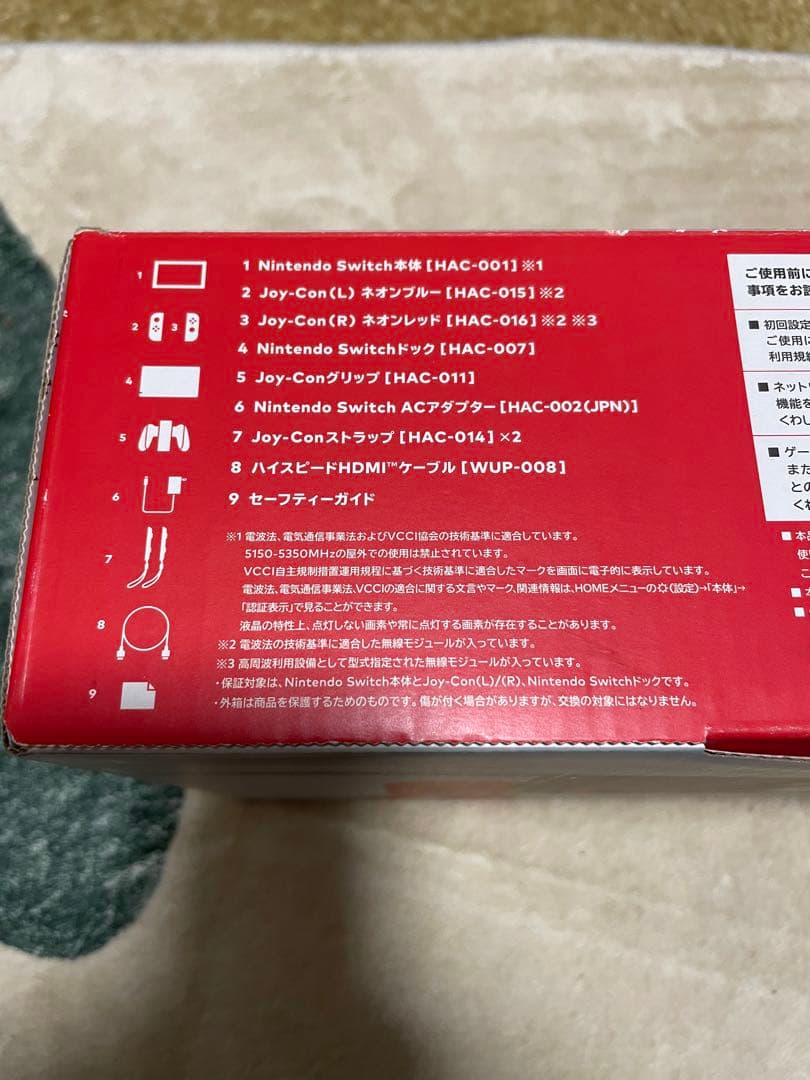 1 Nintendo Switch本体[HAC-001]※1
2 Joy-Con(L) ネオンブルー[HAC-015]※2
3 Joy-Con(R) ネオンレッド[HAC-016]※2 ※3
4 Nintendo Switchドック[HAC-007]
5 Joy-Conグリップ[HAC-011]
6 Nintendo Switch ACアダプター[HAC-002(JPN)]
7 Joy-Conストラップ[HAC-014]×2
8 ハイスピードHDMI™ケーブル[WUP-008]
9 セーフティーガイド
※1 電波法、電気通信事業法およびVCCI協会の技術基準に適合しています。
5150-5350MHzの屋外での使用は禁止されています。
VCCI自主規制措置運用規程に基づく技術基準に適合したマークを画面に電子的に表示しています。
電波法、電気通信事業法、VCCIの適合に関する文言やマーク、関連情報は、HOMEメニューの(設定)→「本体」→
「認証表示」で見ることができます。
液晶の特性上、点灯しない画素や常に点灯する画素が存在することがあります。
※2 電波法の技術基準に適合した無線モジュールが入っています。
※3 高周波利用設備として型式指定された無線モジュールが入っています。
・保証対象は、Nintendo Switch本体とJoy-Con(L)/(R)、Nintendo Switchドックです。
・外箱は商品を保護するためのものです。傷が付く場合がありますが、交換の対象にはなりません。
1
2 3
4
5
6
7
8
9
ご使用前に
事項をお
■ 初回設定
ご使用に
利用規
■ ネット
機能を
くわし
■ ゲー
また
との
く
■ 本
使
こ